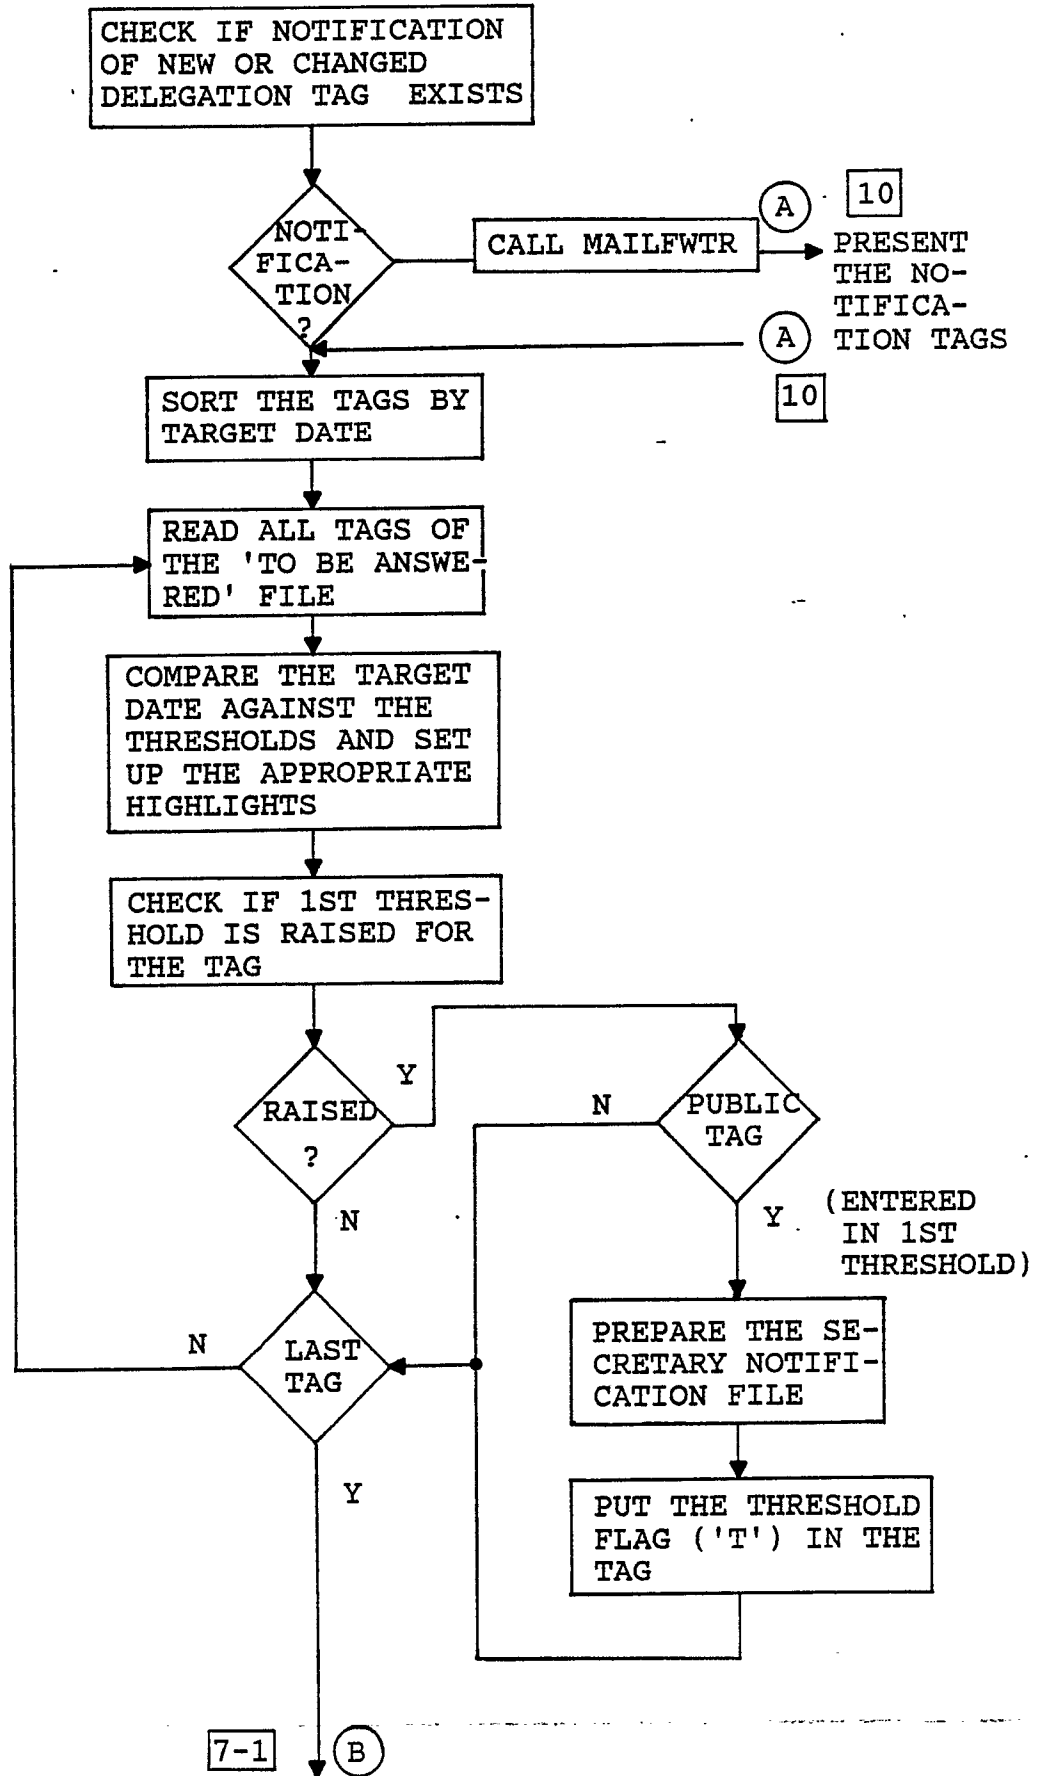 CHECK IF NOTIFICATION
OF NEW OR CHANGED
DELEGATION TAG EXISTS
NOTI-
FICA-
TION
?
CALL MAILFWTR
A
10
PRESENT
THE NO-
TIFICA-
TION TAGS
A
10
SORT THE TAGS BY
TARGET DATE
READ ALL TAGS OF
THE 'TO BE ANSWE-
RED' FILE
COMPARE THE TARGET
DATE AGAINST THE
THRESHOLDS AND SET
UP THE APPROPRIATE
HIGHLIGHTS
CHECK IF 1ST THRES-
HOLD IS RAISED FOR
THE TAG
RAISED
?
Y
N
PUBLIC
TAG
N
Y
(ENTERED
IN 1ST
THRESHOLD)
PREPARE THE SE-
CRETARY NOTIFI-
CATION FILE
PUT THE THRESHOLD
FLAG ('T') IN THE
TAG
LAST
TAG
N
Y
7-1
B